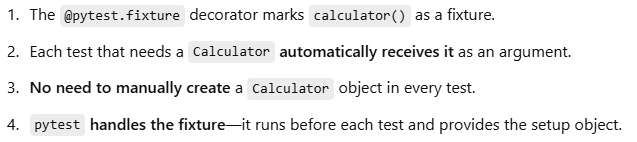 1. The @pytest.fixture decorator marks calculator() as a fixture.
2. Each test that needs a Calculator automatically receives it as an argument.
3. No need to manually create a Calculator object in every test.
4. pytest handles the fixture—it runs before each test and provides the setup object.